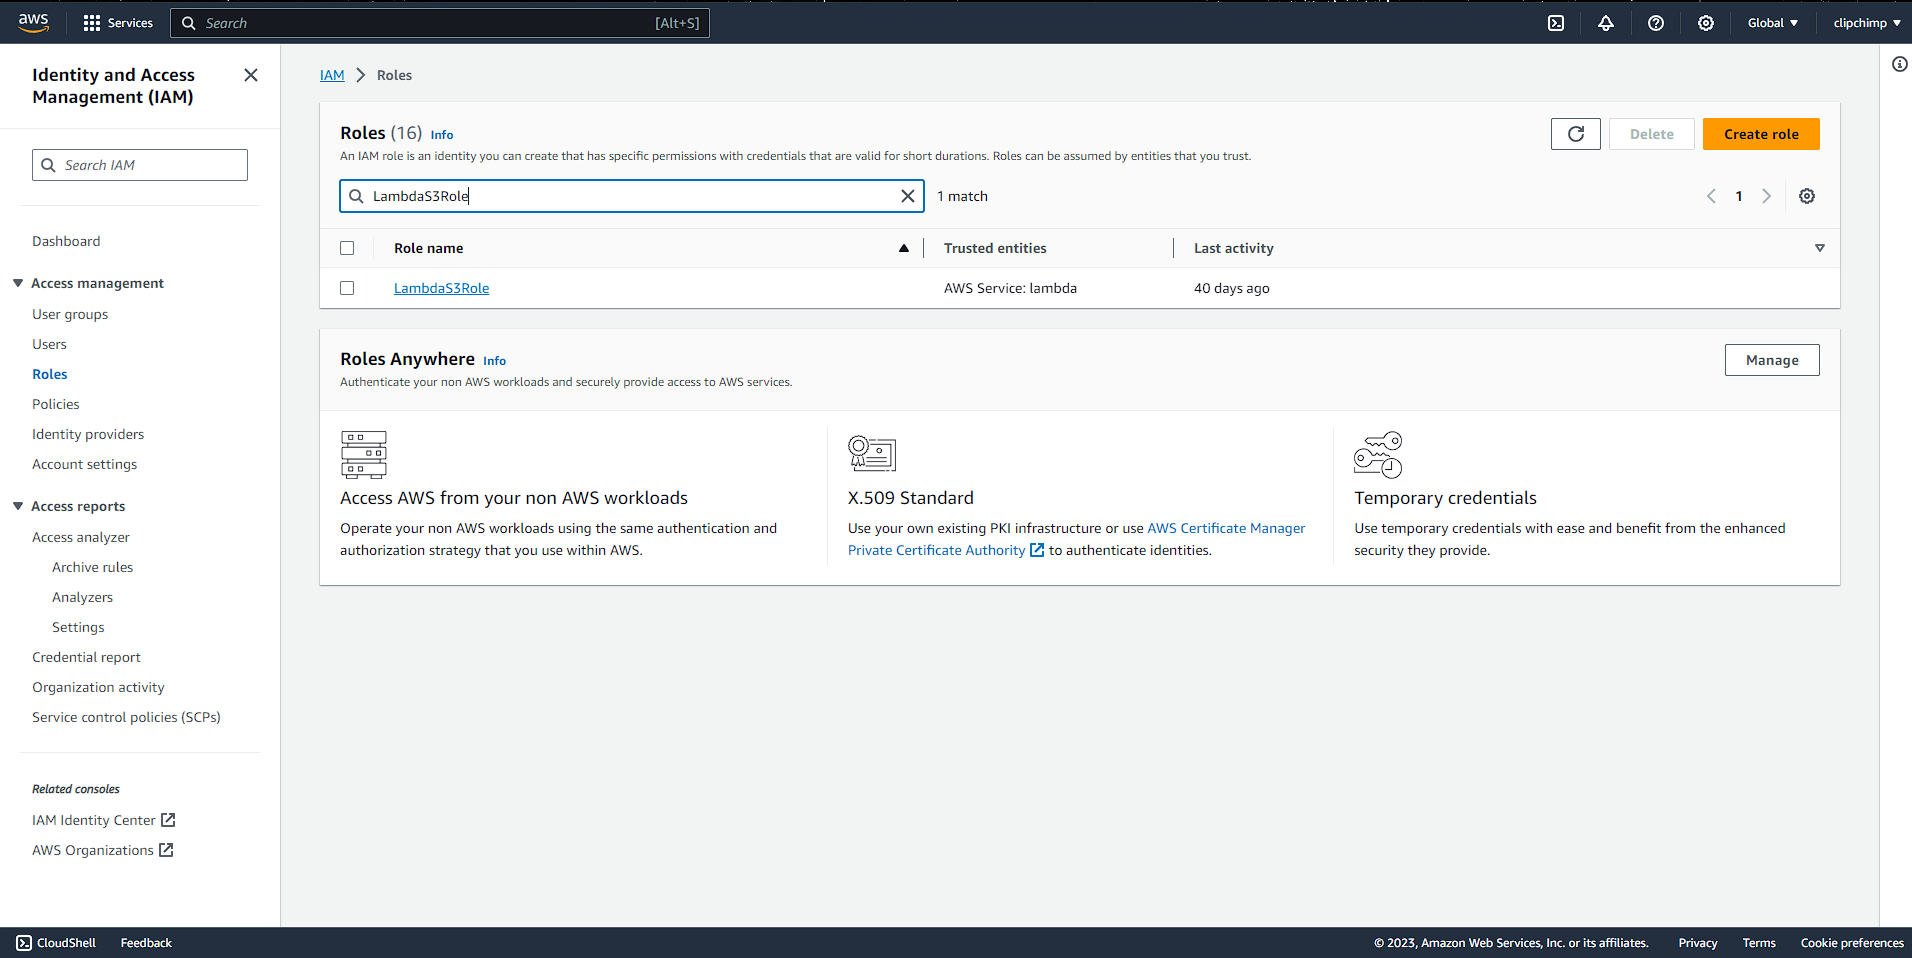 aws
Services
Search
[Alt+S]
Global
clipchimp
Identity and Access
Management (IAM)
Search IAM
Dashboard
Access management
User groups
Users
Roles
Policies
Identity providers
Account settings
Access reports
Access analyzer
Archive rules
Analyzers
Settings
Credential report
Organization activity
Service control policies (SCPs)
Related consoles
IAM Identity Center
AWS Organizations
IAM > Roles
Roles (16) Info
An IAM role is an identity you can create that has specific permissions with credentials that are valid for short durations. Roles can be assumed by entities that you trust.
Delete
Create role
LambdaS3Role
1 match
1
Role name
Trusted entities
Last activity
LambdaS3Role
AWS Service: lambda
40 days ago
Roles Anywhere Info
Authenticate your non AWS workloads and securely provide access to AWS services.
Manage
Access AWS from your non AWS workloads
Operate your non AWS workloads using the same authentication and
authorization strategy that you use within AWS.
X.509 Standard
Use your own existing PKI infrastructure or use AWS Certificate Manager
Private Certificate Authority to authenticate identities.
Temporary credentials
Use temporary credentials with ease and benefit from the enhanced
security they provide.
CloudShell
Feedback
© 2023, Amazon Web Services, Inc. or its affiliates.
Privacy
Terms
Cookie preferences